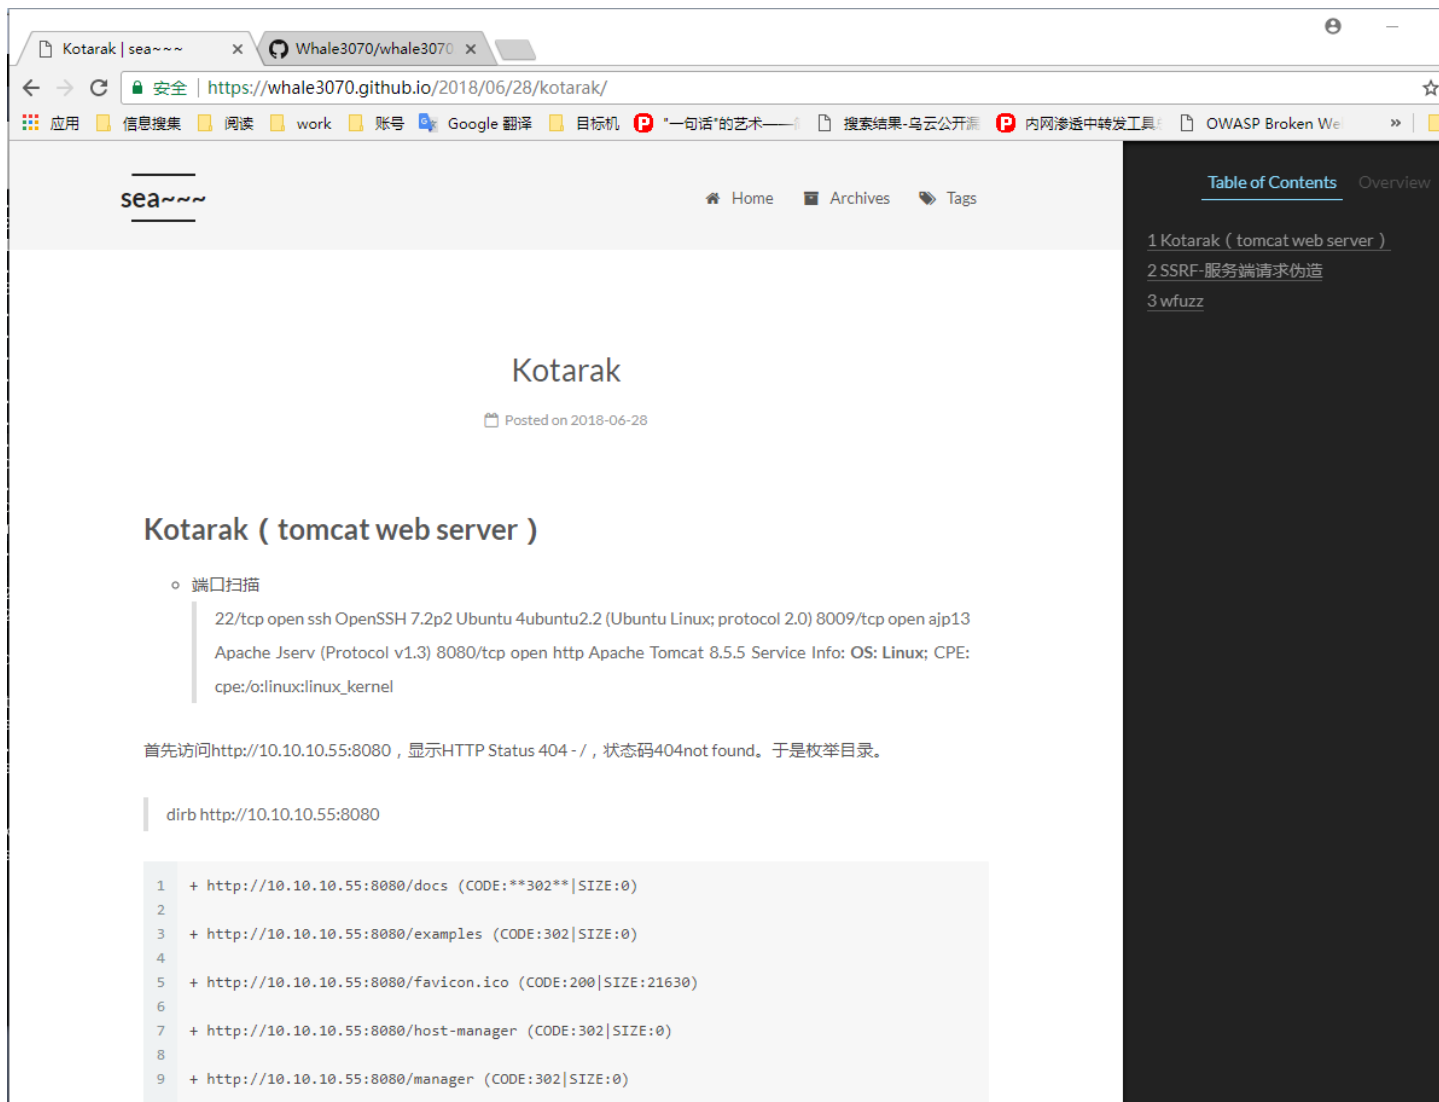 Kotarak | sea~~~
Whale3070/whale3070
安全 | https://whale3070.github.io/2018/06/28/kotarak/
应用 信息搜集 阅读 work 账号 Google 翻译 目标机 "一句话"的艺术—— 搜索结果-乌云公开漏 内网渗透中转发工具 OWASP Broken We »
sea~~~
Home Archives Tags
Table of Contents Overview
1 Kotarak（tomcat web server）
2 SSRF-服务端请求伪造
3 wfuzz
Kotarak
Posted on 2018-06-28
Kotarak（tomcat web server）
端口扫描
22/tcp open ssh OpenSSH 7.2p2 Ubuntu 4ubuntu2.2 (Ubuntu Linux; protocol 2.0) 8009/tcp open ajp13
Apache Jserv (Protocol v1.3) 8080/tcp open http Apache Tomcat 8.5.5 Service Info: OS: Linux; CPE:
cpe:/o:linux:linux_kernel
首先访问http://10.10.10.55:8080，显示HTTP Status 404 - /，状态码404not found。于是枚举目录。
dirb http://10.10.10.55:8080
1 + http://10.10.10.55:8080/docs (CODE:**302**|SIZE:0)
2
3 + http://10.10.10.55:8080/examples (CODE:302|SIZE:0)
4
5 + http://10.10.10.55:8080/favicon.ico (CODE:200|SIZE:21630)
6
7 + http://10.10.10.55:8080/host-manager (CODE:302|SIZE:0)
8
9 + http://10.10.10.55:8080/manager (CODE:302|SIZE:0)